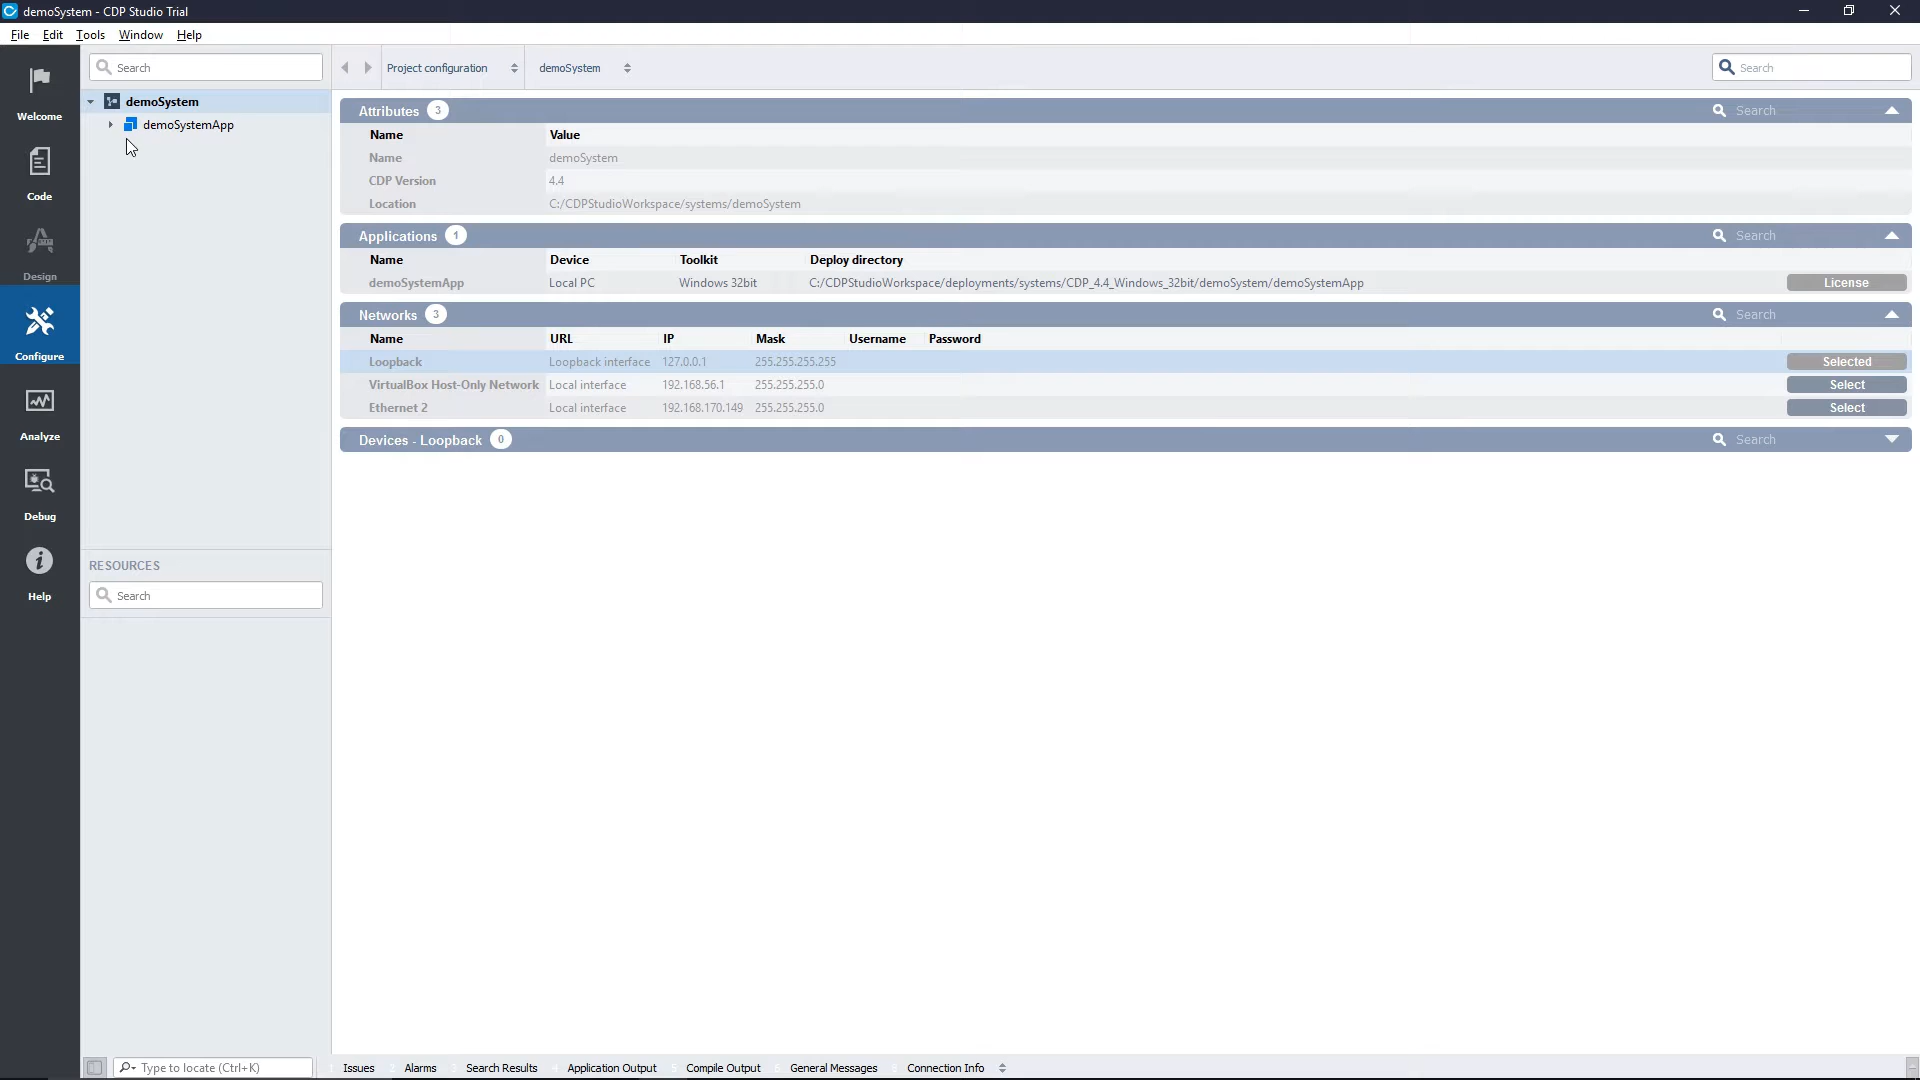 demoSystem - CDP Studio Trial
File Edit Tools Window Help
Search
Project configuration
demoSystem
Search
Welcome
Code
Design
Configure
Analyze
Debug
Help
demoSystem
demoSystemApp
RESOURCES
Search
Attributes 3 Search
Name Value
Name demoSystem
CDP Version 4.4
Location C:/CDPStudioWorkspace/systems/demoSystem
Applications 1 Search
Name Device Toolkit Deploy directory
demoSystemApp Local PC Windows 32bit C:/CDPStudioWorkspace/deployments/systems/CDP_4.4_Windows_32bit/demoSystem/demoSystemApp License
Networks 3 Search
Name URL IP Mask Username Password
Loopback Loopback interface 127.0.0.1 255.255.255.255 Selected
VirtualBox Host-Only Network Local interface 192.168.56.1 255.255.255.0 Select
Ethernet 2 Local interface 192.168.170.149 255.255.255.0 Select
Devices - Loopback 0 Search
Type to locate (Ctrl+K) Issues Alarms Search Results Application Output Compile Output General Messages Connection Info